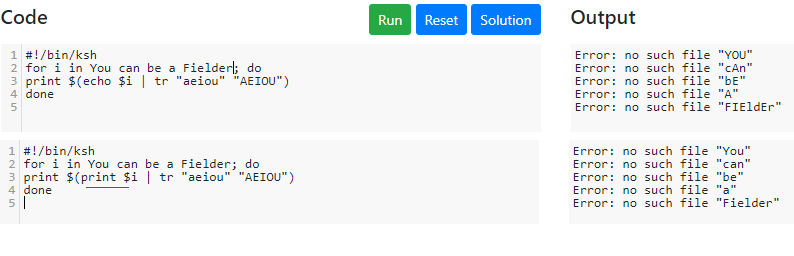 Code Run Reset Solution Output
1 #!/bin/ksh
2 for i in You can be a Fielder; do
3 print $(echo $i | tr "aeiou" "AEIOU")
4 done
5
Error: no such file "YOU"
Error: no such file "cAn"
Error: no such file "bE"
Error: no such file "A"
Error: no such file "FIEldEr"
1 #!/bin/ksh
2 for i in You can be a Fielder; do
3 print $(print $i | tr "aeiou" "AEIOU")
4 done
5
Error: no such file "You"
Error: no such file "can"
Error: no such file "be"
Error: no such file "a"
Error: no such file "Fielder"